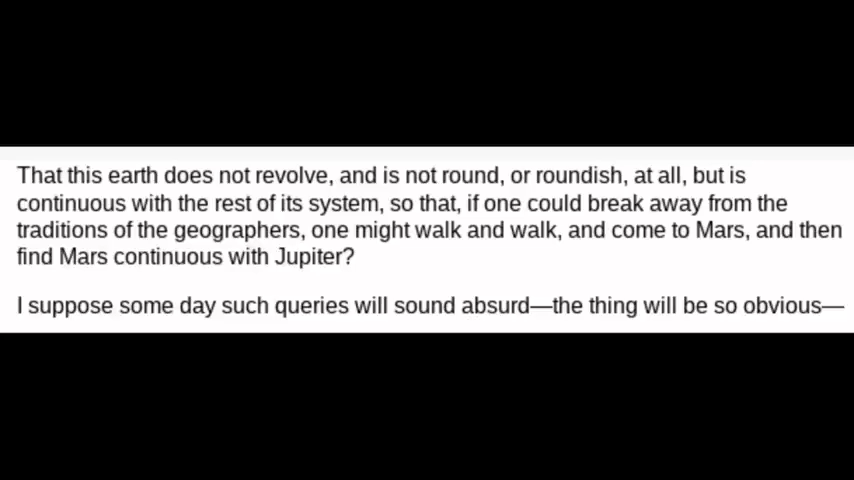 That this earth does not revolve, and is not round, or roundish, at all, but is
continuous with the rest of its system, so that, if one could break away from the
traditions of the geographers, one might walk and walk, and come to Mars, and then
find Mars continuous with Jupiter?
I suppose some day such queries will sound absurd—the thing will be so obvious—